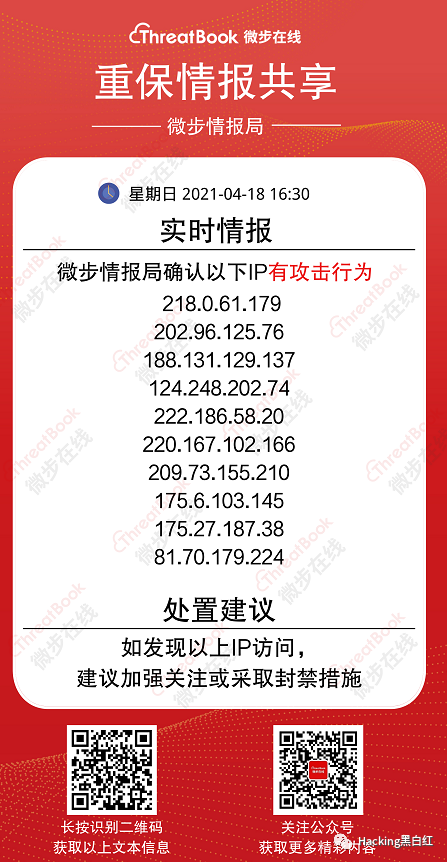 ThreatBook 微步在线
重保情报共享
微步情报局
星期日 2021-04-18 16:30
实时情报
微步情报局确认以下IP有攻击行为
218.0.61.179
202.96.125.76
188.131.129.137
124.248.202.74
222.186.58.20
220.167.102.166
209.73.155.210
175.6.103.145
175.27.187.38
81.70.179.224
处置建议
如发现以上IP访问，
建议加强关注或采取封禁措施
长按识别二维码
获取以上文本信息
关注公众号
获取更多精彩内容
Hacking黑白红